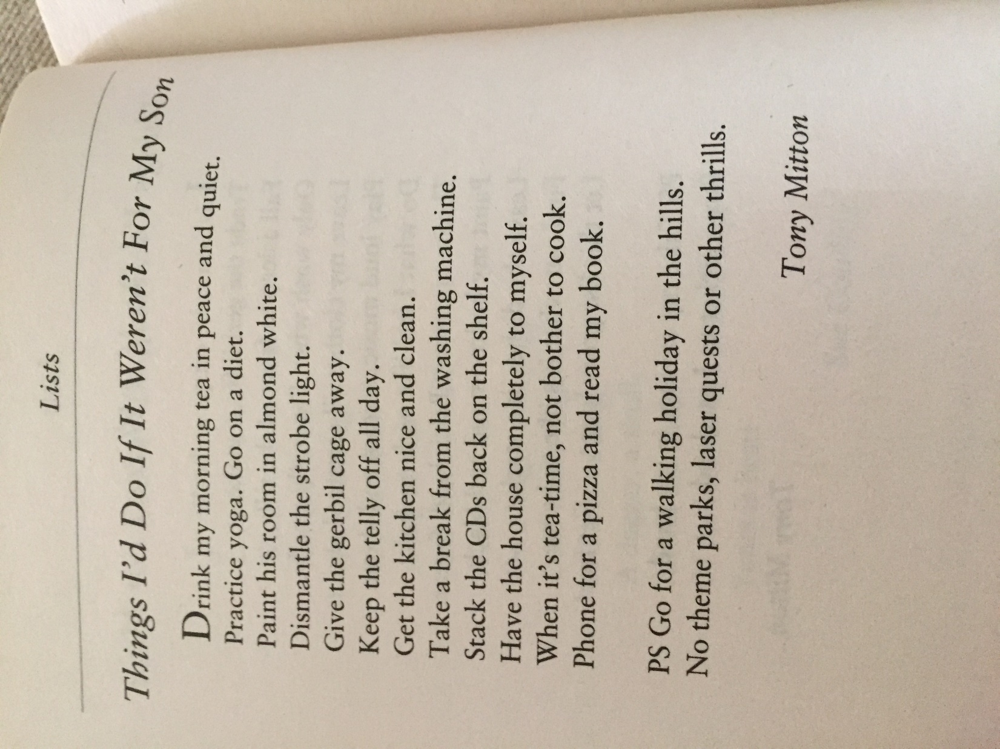 Lists
Things I'd Do If It Weren't For My Son
Drink my morning tea in peace and quiet.
Practice yoga. Go on a diet.
Paint his room in almond white.
Dismantle the strobe light.
Give the gerbil cage away.
Keep the telly off all day.
Get the kitchen nice and clean.
Take a break from the washing machine.
Stack the CDs back on the shelf.
Have the house completely to myself.
When it's tea-time, not bother to cook.
Phone for a pizza and read my book.
PS Go for a walking holiday in the hills.
No theme parks, laser quests or other thrills.
Tony Mitton